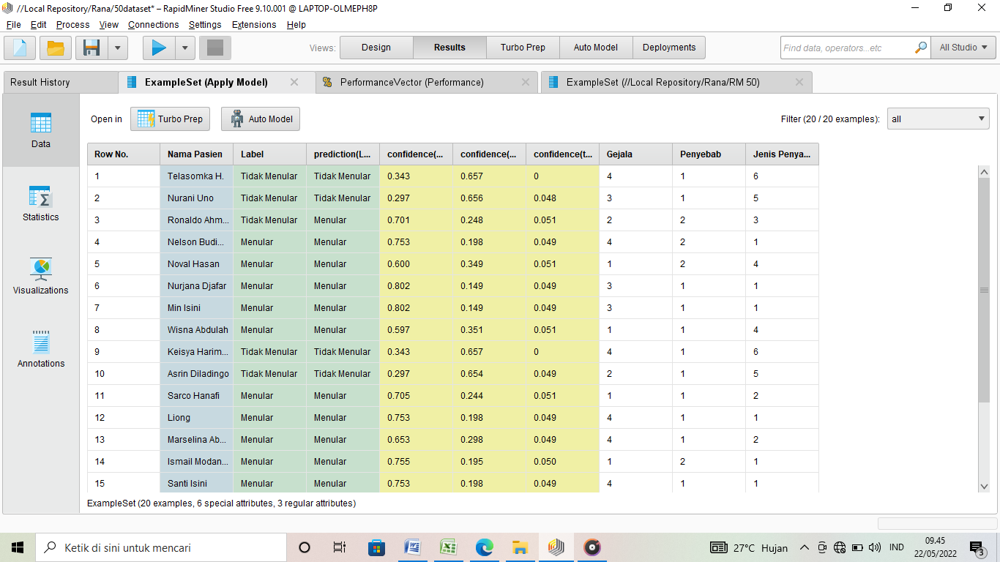 //Local Repository/Rana/50dataset* – RapidMiner Studio Free 9.10.001 @ LAPTOP-OLMEPH8P
File Edit Process View Connections Settings Extensions Help
Views: Design Results Turbo Prep Auto Model Deployments Find data, operators...etc All Studio
Result History ExampleSet (Apply Model) PerformanceVector (Performance) ExampleSet (//Local Repository/Rana/RM 50)
Data
Statistics
Visualizations
Annotations
Open in Turbo Prep Auto Model Filter (20 / 20 examples): all
Row No. Nama Pasien Label prediction(L... confidence(... confidence(... confidence(t... Gejala Penyebab Jenis Penya...
1 Telasomka H. Tidak Menular Tidak Menular 0.343 0.657 0 4 1 6
2 Nurani Uno Tidak Menular Tidak Menular 0.297 0.656 0.048 3 1 5
3 Ronaldo Ahm... Tidak Menular Menular 0.701 0.248 0.051 2 2 3
4 Nelson Budi... Menular Menular 0.753 0.198 0.049 4 2 1
5 Noval Hasan Menular Menular 0.600 0.349 0.051 1 2 4
6 Nurjana Djafar Menular Menular 0.802 0.149 0.049 3 1 1
7 Min Isini Menular Menular 0.802 0.149 0.049 3 1 1
8 Wisna Abdulah Menular Menular 0.597 0.351 0.051 1 1 4
9 Keisya Harim... Tidak Menular Tidak Menular 0.343 0.657 0 4 1 6
10 Asrin Diladingo Tidak Menular Tidak Menular 0.297 0.654 0.049 2 1 5
11 Sarco Hanafi Menular Menular 0.705 0.244 0.051 1 1 2
12 Liong Menular Menular 0.753 0.198 0.049 4 1 1
13 Marselina Ab... Menular Menular 0.653 0.298 0.049 4 1 2
14 Ismail Modan... Menular Menular 0.755 0.195 0.050 1 2 1
15 Santi Isini Menular Menular 0.753 0.198 0.049 4 1 1
ExampleSet (20 examples, 6 special attributes, 3 regular attributes)
Ketik di sini untuk mencari 27°C Hujan IND 09.45
22/05/2022 3